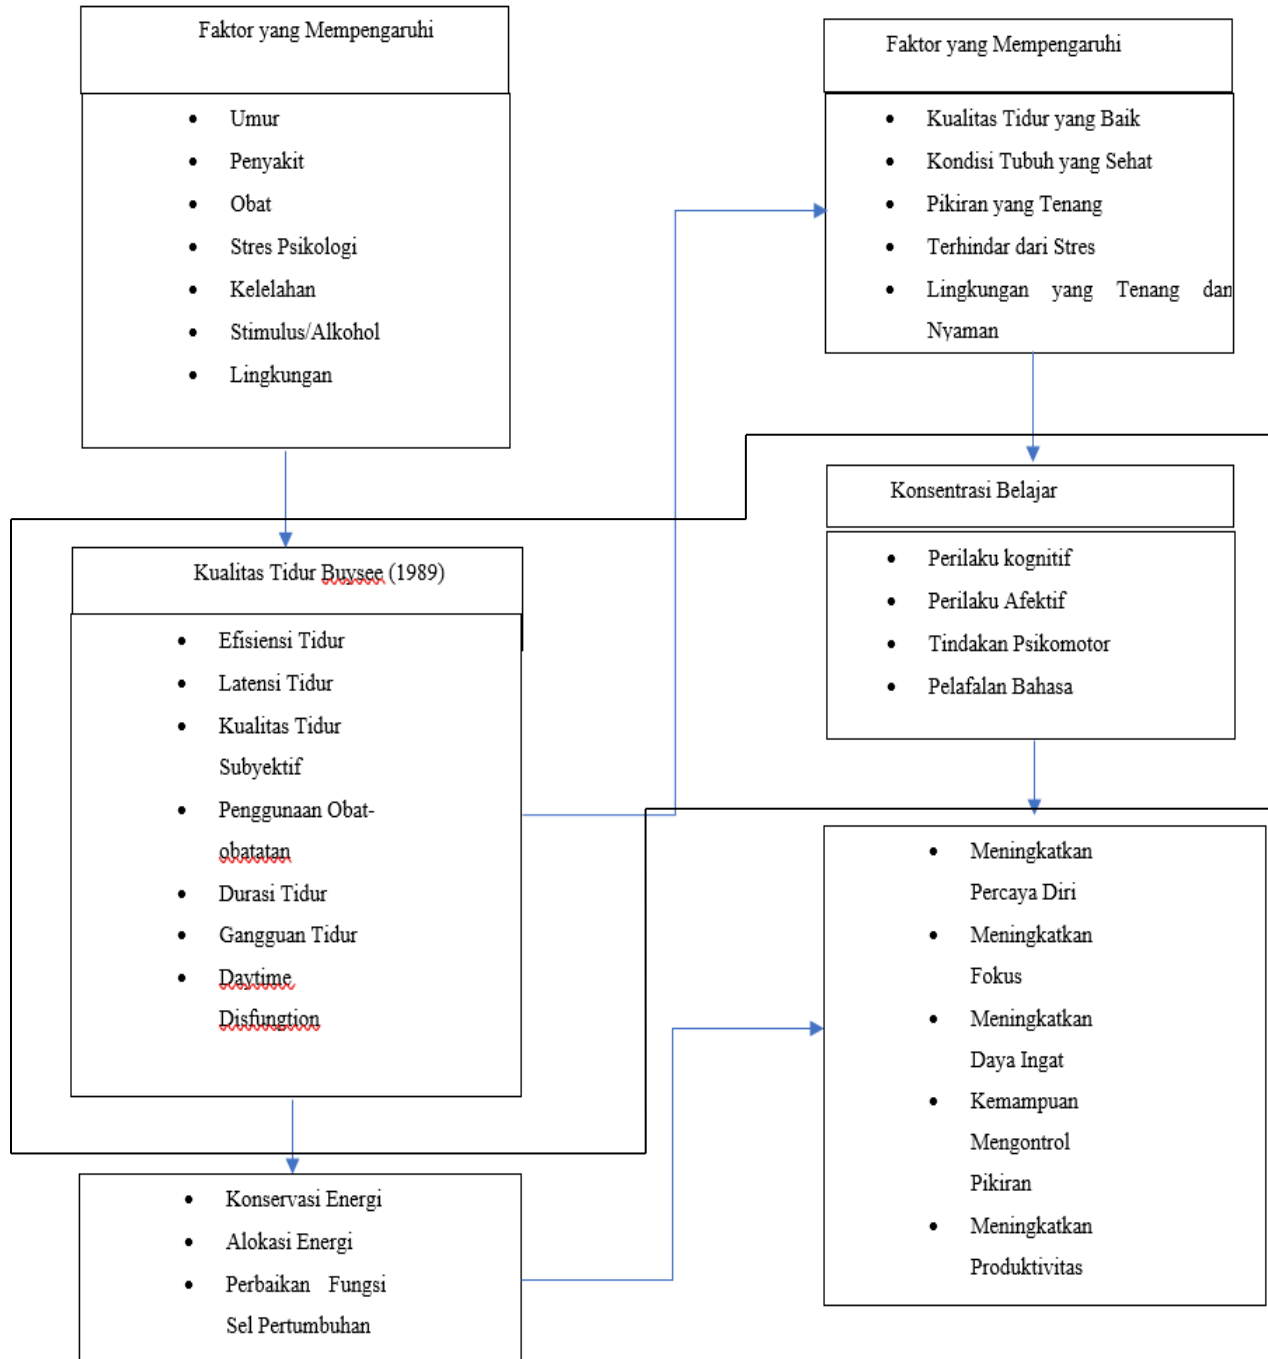 Faktor yang Mempengaruhi
• Umur
• Penyakit
• Obat
• Stres Psikologi
• Kelelahan
• Stimulus/Alkohol
• Lingkungan
Kualitas Tidur Buysee (1989)
• Efisiensi Tidur
• Latensi Tidur
• Kualitas Tidur
Subyektif
• Penggunaan Obat-
obatatan
• Durasi Tidur
• Gangguan Tidur
• Daytime
Disfungtion
• Konservasi Energi
• Alokasi Energi
• Perbaikan Fungsi
Sel Pertumbuhan
Faktor yang Mempengaruhi
• Kualitas Tidur yang Baik
• Kondisi Tubuh yang Sehat
• Pikiran yang Tenang
• Terhindar dari Stres
• Lingkungan yang Tenang dan
Nyaman
Konsentrasi Belajar
• Perilaku kognitif
• Perilaku Afektif
• Tindakan Psikomotor
• Pelafalan Bahasa
• Meningkatkan
Percaya Diri
• Meningkatkan
Fokus
• Meningkatkan
Daya Ingat
• Kemampuan
Mengontrol
Pikiran
• Meningkatkan
Produktivitas